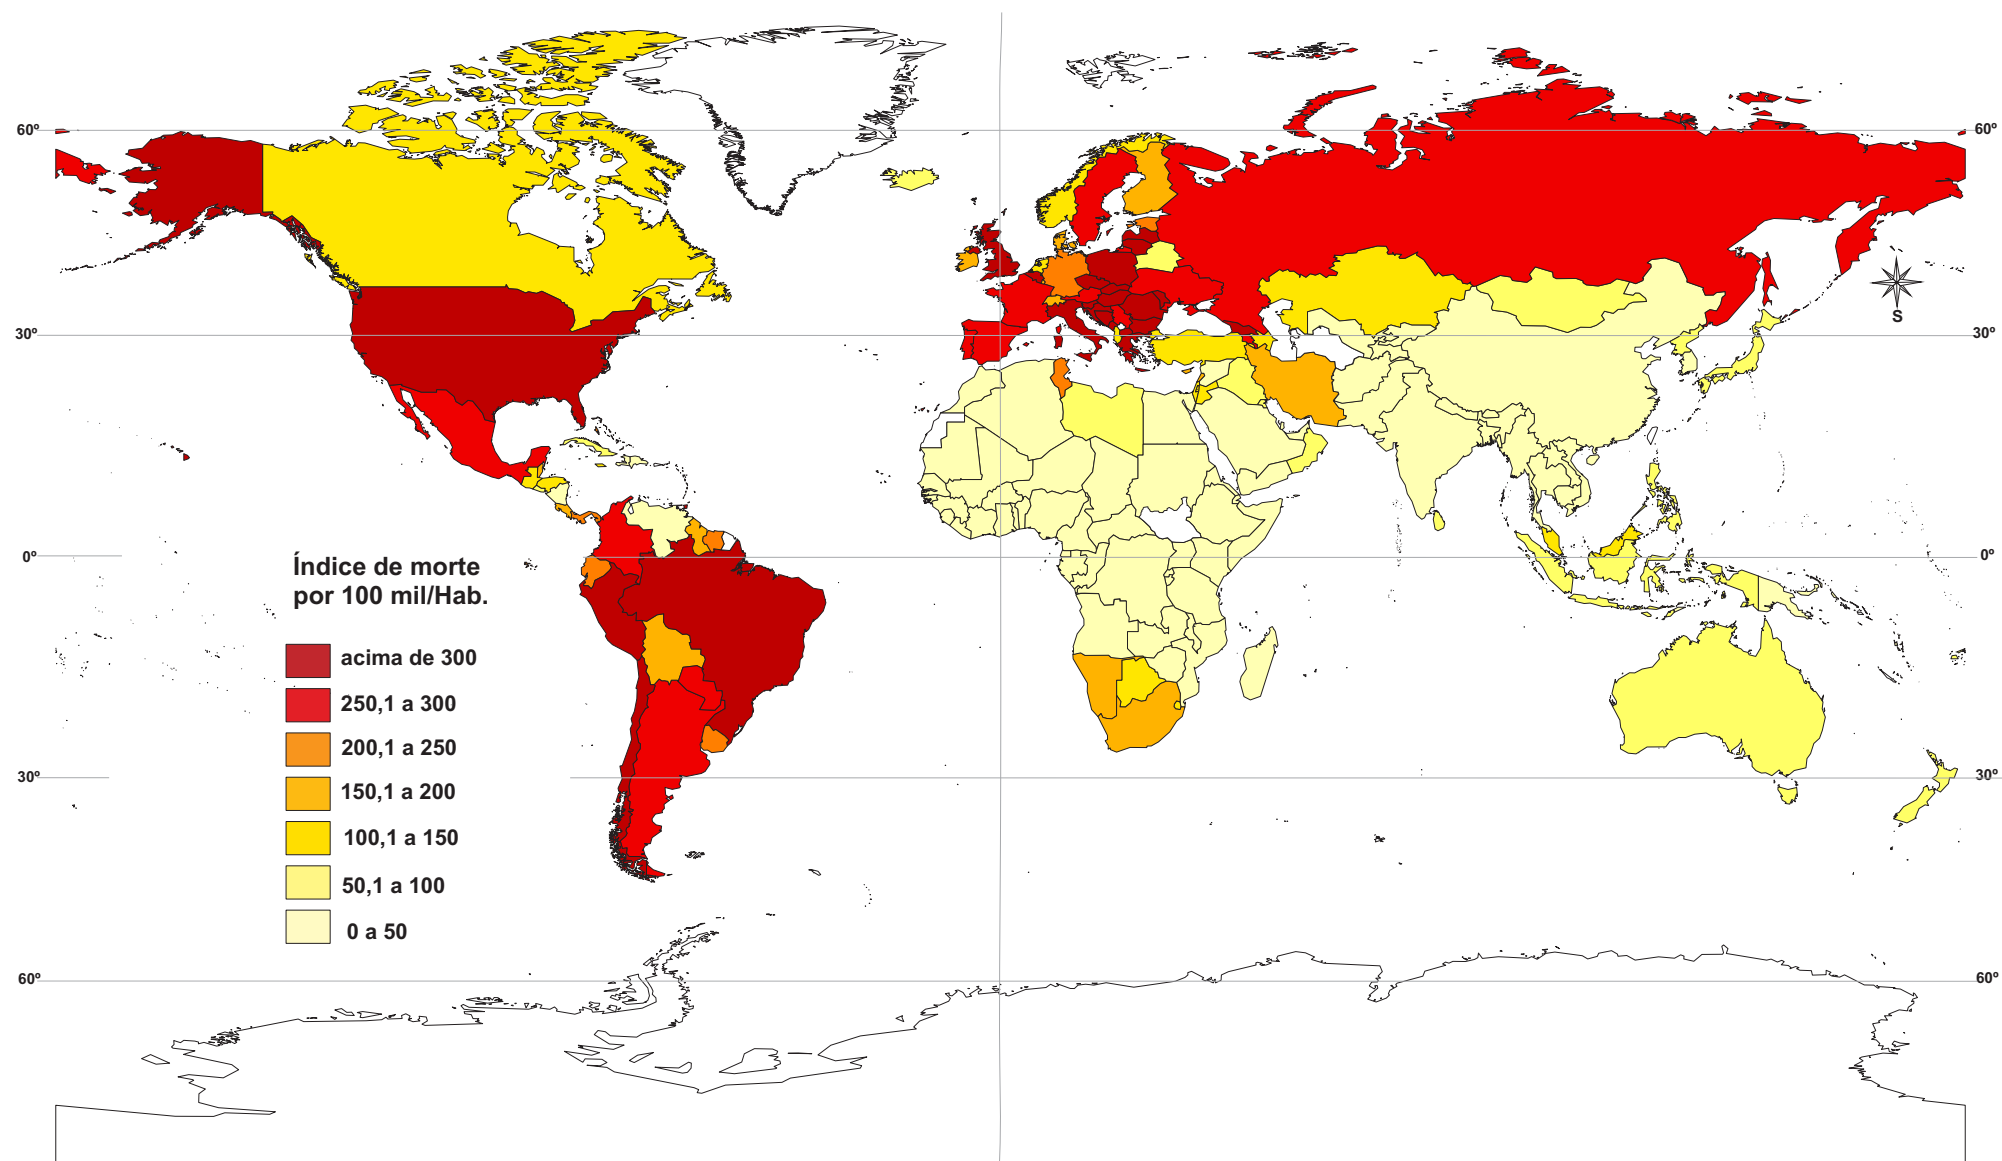 60º
60º
S
30º
30º
0º
0º
Índice de morte
por 100 mil/Hab.
acima de 300
250,1 a 300
200,1 a 250
150,1 a 200
100,1 a 150
50,1 a 100
0 a 50
30º
30º
60º
60º